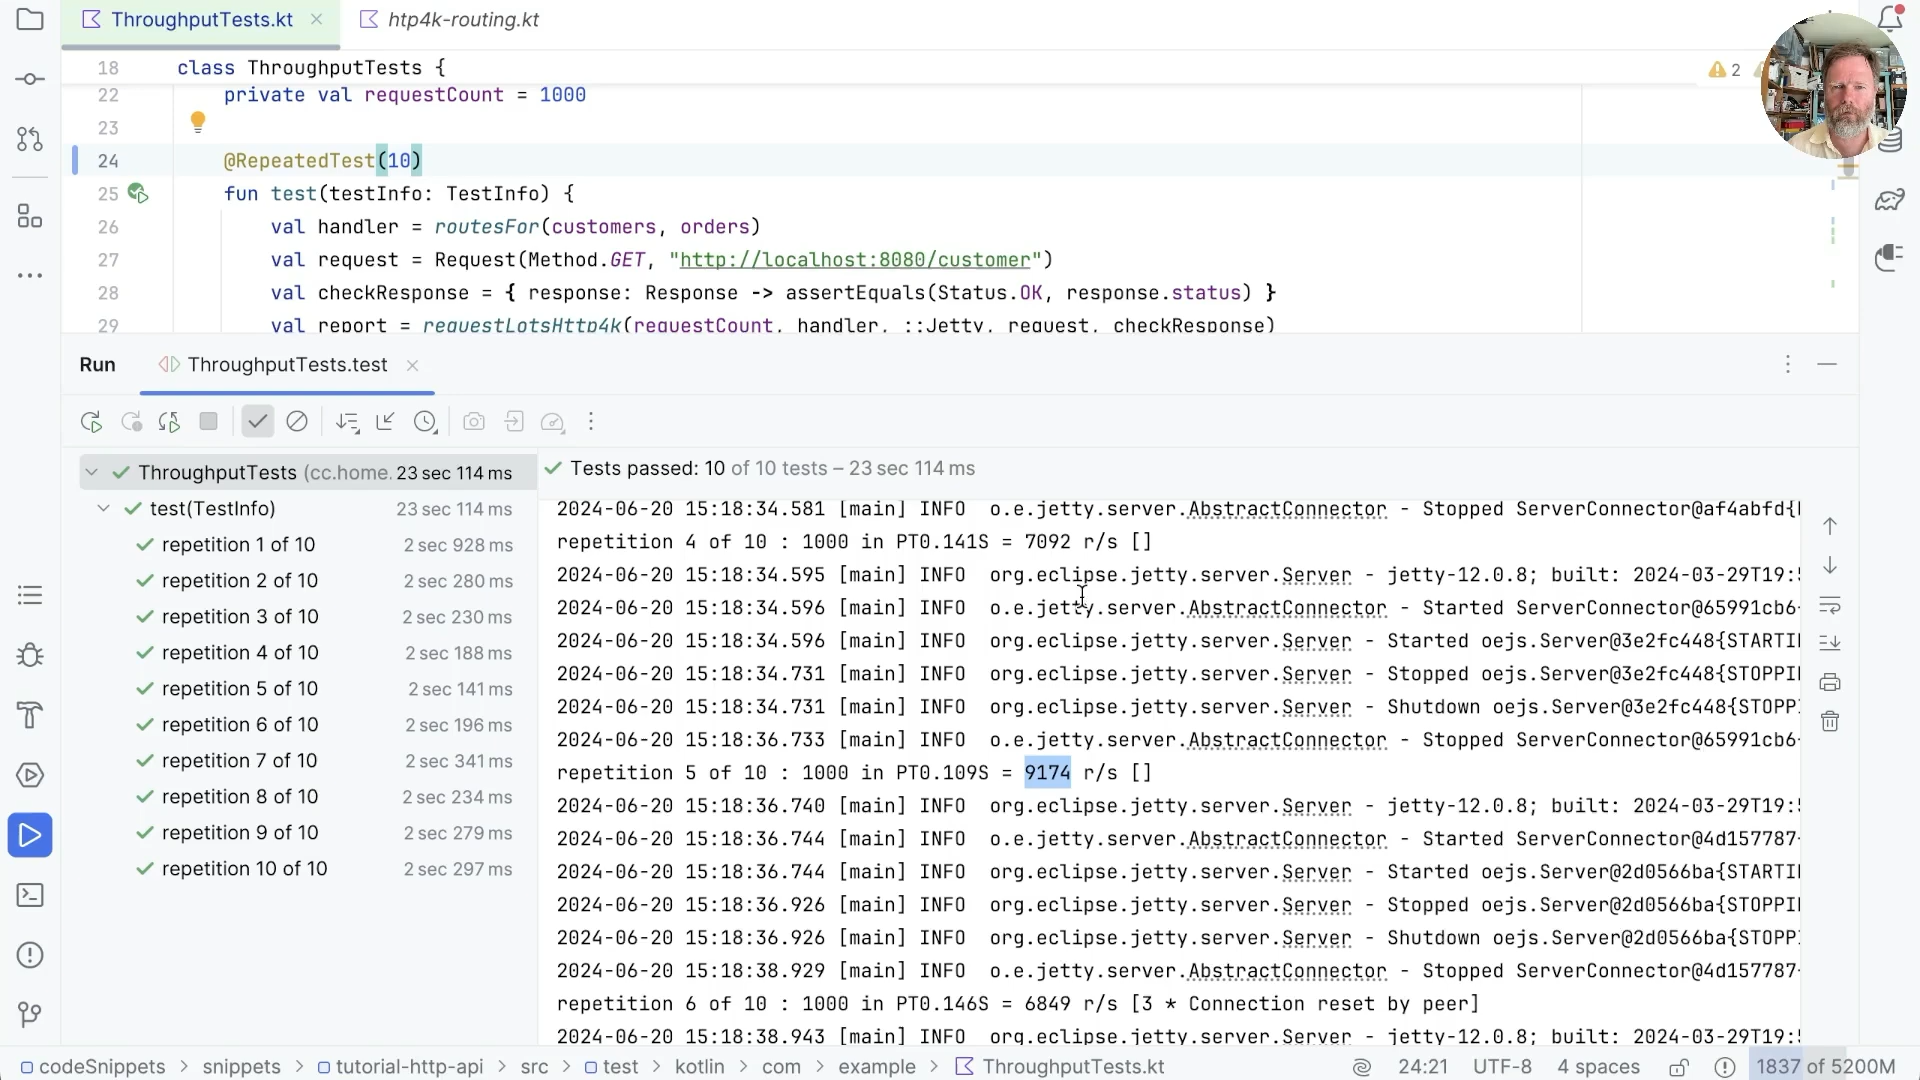 ThroughputTests.kt
htp4k-routing.kt
18 class ThroughputTests {
2
22 private val requestCount = 1000
23
24 @RepeatedTest(10)
25 fun test(testInfo: TestInfo) {
26 val handler = routesFor(customers, orders)
27 val request = Request(Method.GET, "http://localhost:8080/customer")
28 val checkResponse = { response: Response -> assertEquals(Status.OK, response.status) }
29 val report = requestLotsHttp4k(requestCount, handler, ::Jetty, request, checkResponse)
Run ThroughputTests.test
ThroughputTests (cc.home. 23 sec 114 ms
test(TestInfo) 23 sec 114 ms
repetition 1 of 10 2 sec 928 ms
repetition 2 of 10 2 sec 280 ms
repetition 3 of 10 2 sec 230 ms
repetition 4 of 10 2 sec 188 ms
repetition 5 of 10 2 sec 141 ms
repetition 6 of 10 2 sec 196 ms
repetition 7 of 10 2 sec 341 ms
repetition 8 of 10 2 sec 234 ms
repetition 9 of 10 2 sec 279 ms
repetition 10 of 10 2 sec 297 ms
Tests passed: 10 of 10 tests – 23 sec 114 ms
2024-06-20 15:18:34.581 [main] INFO o.e.jetty.server.AbstractConnector - Stopped ServerConnector@af4abfd{
repetition 4 of 10 : 1000 in PT0.141S = 7092 r/s []
2024-06-20 15:18:34.595 [main] INFO org.eclipse.jetty.server.Server - jetty-12.0.8; built: 2024-03-29T19:
2024-06-20 15:18:34.596 [main] INFO o.e.jetty.server.AbstractConnector - Started ServerConnector@65991cb6
2024-06-20 15:18:34.596 [main] INFO org.eclipse.jetty.server.Server - Started oejs.Server@3e2fc448{STARTI
2024-06-20 15:18:34.731 [main] INFO org.eclipse.jetty.server.Server - Stopped oejs.Server@3e2fc448{STOPPI
2024-06-20 15:18:34.731 [main] INFO org.eclipse.jetty.server.Server - Shutdown oejs.Server@3e2fc448{STOPP
2024-06-20 15:18:36.733 [main] INFO o.e.jetty.server.AbstractConnector - Stopped ServerConnector@65991cb6
repetition 5 of 10 : 1000 in PT0.109S = 9174 r/s []
2024-06-20 15:18:36.740 [main] INFO org.eclipse.jetty.server.Server - jetty-12.0.8; built: 2024-03-29T19:
2024-06-20 15:18:36.744 [main] INFO o.e.jetty.server.AbstractConnector - Started ServerConnector@4d157787
2024-06-20 15:18:36.744 [main] INFO org.eclipse.jetty.server.Server - Started oejs.Server@2d0566ba{STARTI
2024-06-20 15:18:36.926 [main] INFO org.eclipse.jetty.server.Server - Stopped oejs.Server@2d0566ba{STOPPI
2024-06-20 15:18:36.926 [main] INFO org.eclipse.jetty.server.Server - Shutdown oejs.Server@2d0566ba{STOPP
2024-06-20 15:18:38.929 [main] INFO o.e.jetty.server.AbstractConnector - Stopped ServerConnector@4d157787
repetition 6 of 10 : 1000 in PT0.146S = 6849 r/s [3 * Connection reset by peer]
2024-06-20 15:18:38.943 [main] INFO org.eclipse.jetty.server.Server - jetty-12.0.8; built: 2024-03-29T19:
codeSnippets > snippets > tutorial-http-api > src > test > kotlin > com > example > ThroughputTests.kt 24:21 UTF-8 4 spaces 1837 of 5200M